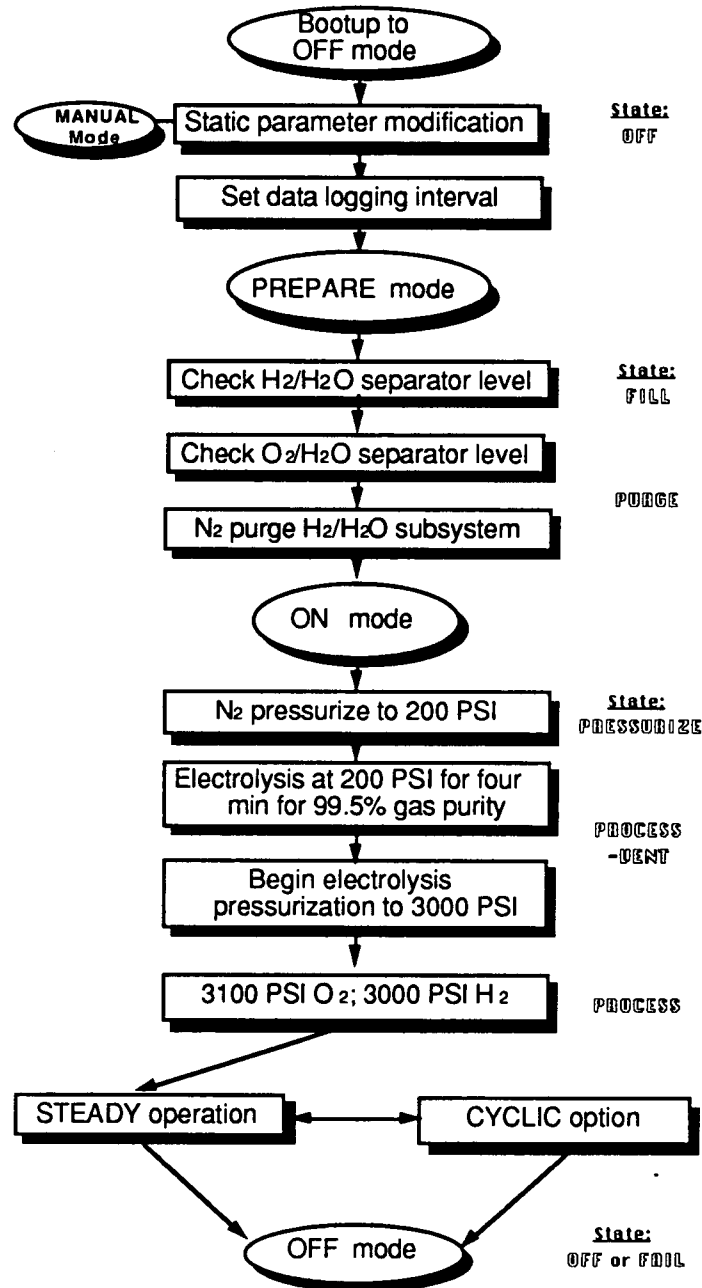 Bootup to
OFF mode
MANUAL
Mode
Static parameter modification
State:
OFF
Set data logging interval
PREPARE mode
Check H2/H2O separator level
State:
FILL
Check O2/H2O separator level
PURGE
N2 purge H2/H2O subsystem
ON mode
N2 pressurize to 200 PSI
State:
PRESSURIZE
Electrolysis at 200 PSI for four
min for 99.5% gas purity
PROCESS
-VENT
Begin electrolysis
pressurization to 3000 PSI
3100 PSI O2; 3000 PSI H2
PROCESS
STEADY operation
CYCLIC option
OFF mode
State:
OFF or FAIL